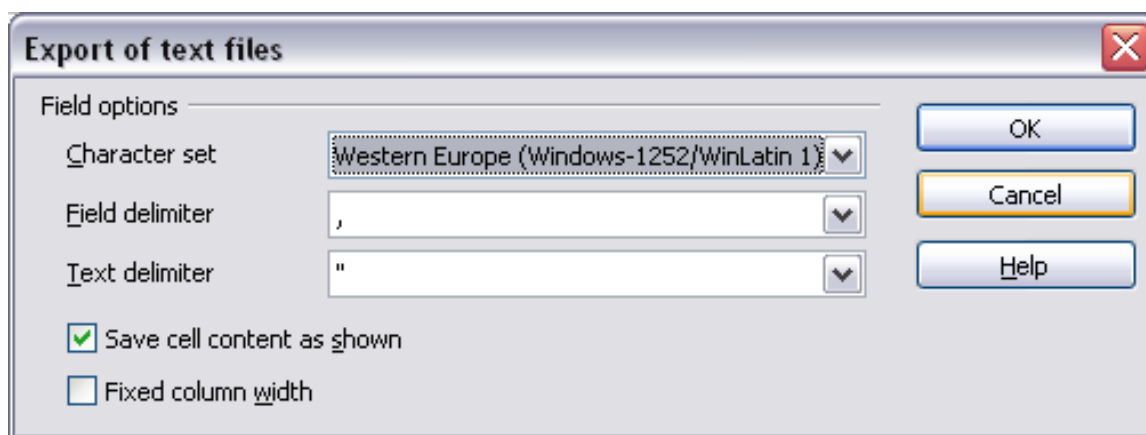 Export of text files
Field options
Character set
Western Europe (Windows-1252/WinLatin 1)
Field delimiter
,
Text delimiter
"
Save cell content as shown
Fixed column width
OK
Cancel
Help